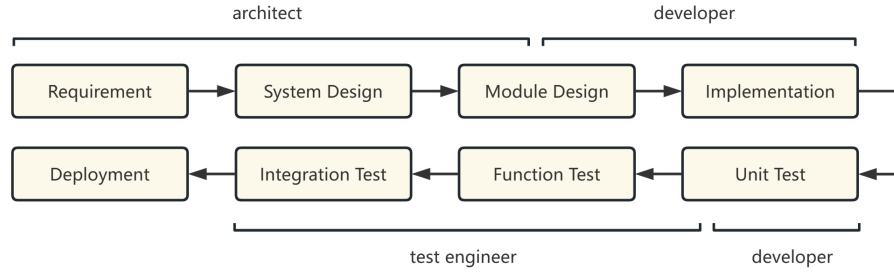 architect
developer
Requirement
System Design
Module Design
Implementation
Deployment
Integration Test
Function Test
Unit Test
test engineer
developer